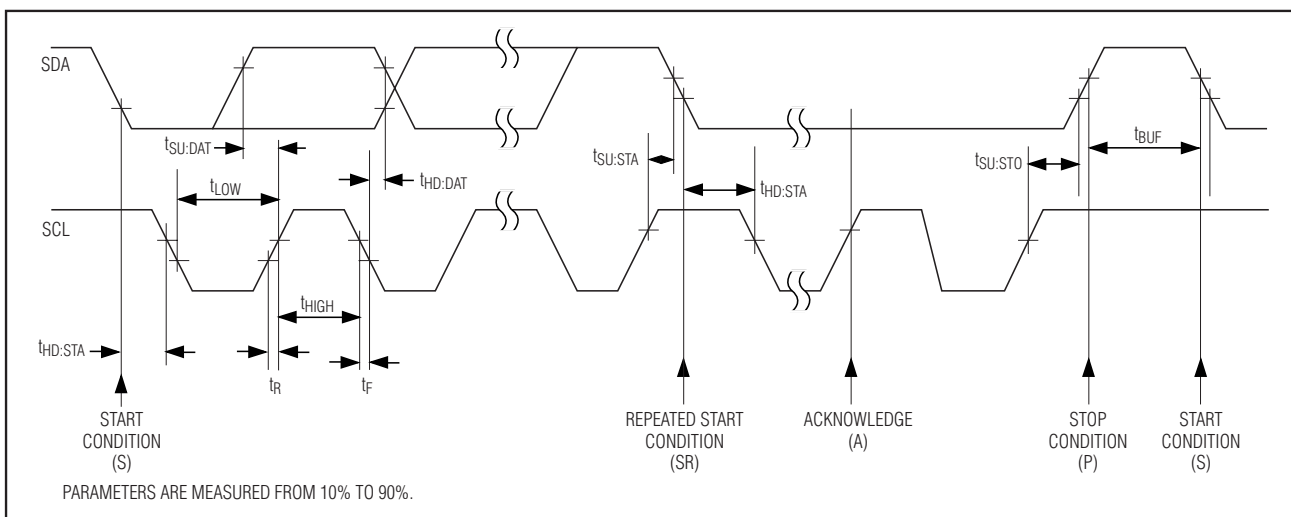 SDA
tSU:DAT
tLOW
tHD:DAT
tSU:STA
tHD:STA
tSU:STO
tBUF
SCL
tHIGH
tHD:STA
tR
tF
START
CONDITION
(S)
REPEATED START
CONDITION
(SR)
ACKNOWLEDGE
(A)
STOP
CONDITION
(P)
START
CONDITION
(S)
PARAMETERS ARE MEASURED FROM 10% TO 90%.